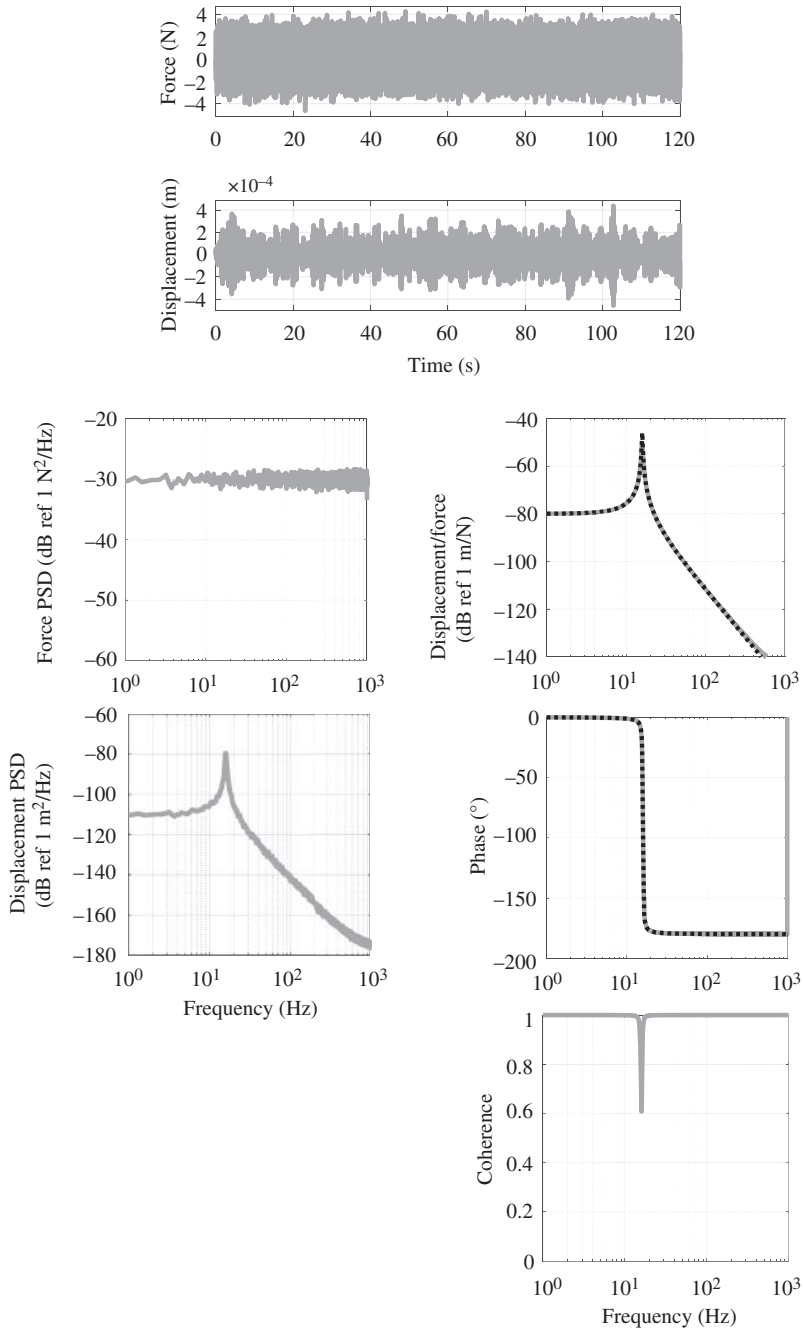 Force (N)
4
2
0
−2
−4
0 20 40 60 80 100 120
×10⁻⁴
Displacement (m)
4
2
0
−2
−4
0 20 40 60 80 100 120
Time (s)
Force PSD (dB ref 1 N²/Hz)
−20
−30
−40
−50
−60
10⁰ 10¹ 10² 10³
Displacement/force
(dB ref 1 m/N)
−40
−60
−80
−100
−120
−140
10⁰ 10¹ 10² 10³
Displacement PSD
(dB ref 1 m²/Hz)
−60
−80
−100
−120
−140
−160
−180
10⁰ 10¹ 10² 10³
Frequency (Hz)
Phase (°)
0
−50
−100
−150
−200
10⁰ 10¹ 10² 10³
Coherence
1
0.8
0.6
0.4
0.2
0
10⁰ 10¹ 10² 10³
Frequency (Hz)